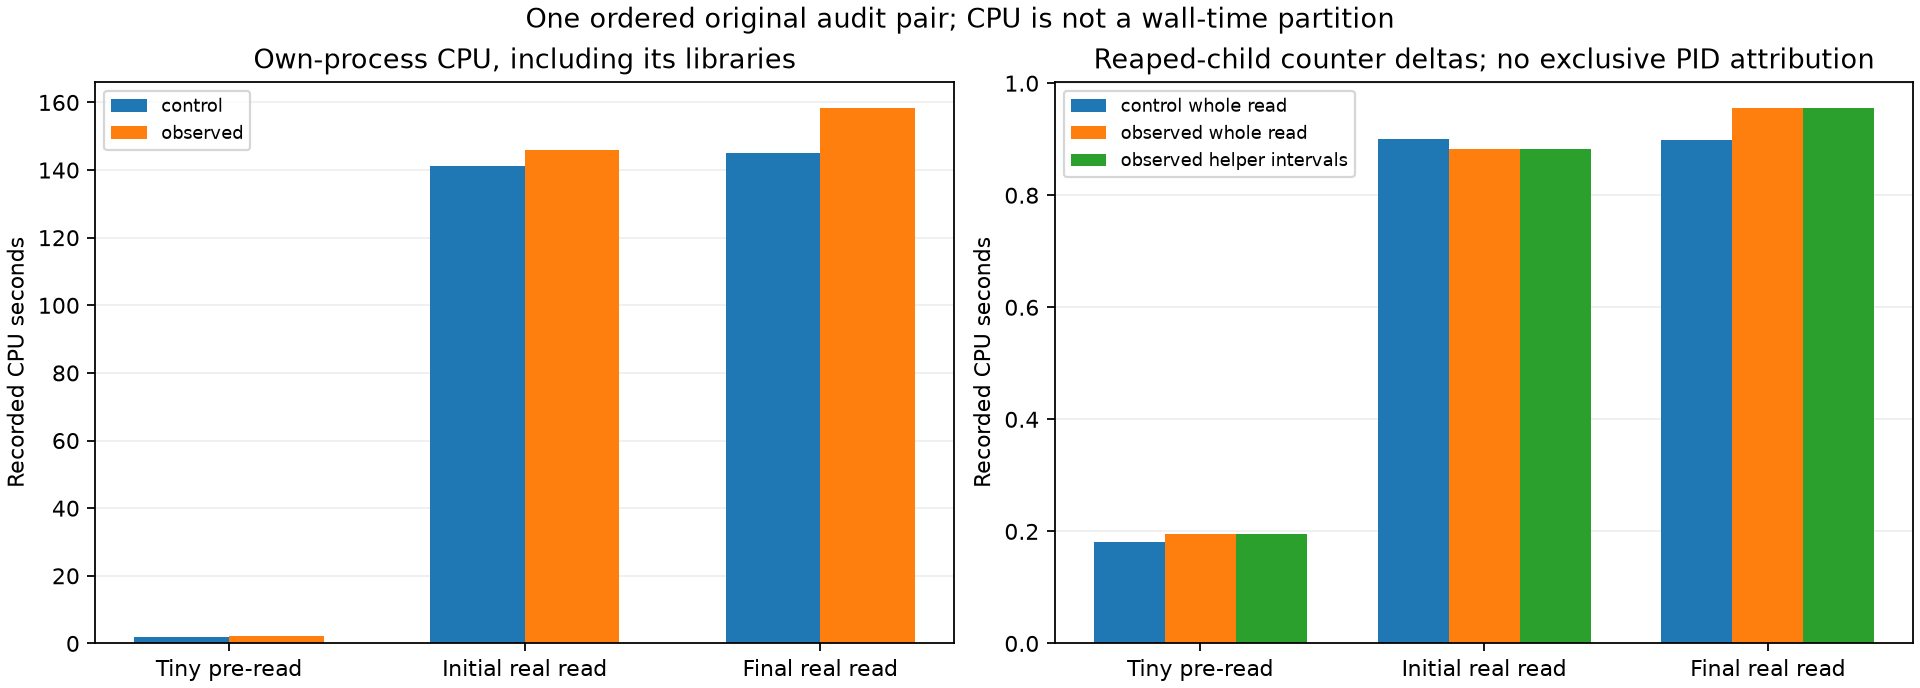 One ordered original audit pair; CPU is not a wall-time partition
Own-process CPU, including its libraries
control
observed
Recorded CPU seconds
160
140
120
100
80
60
40
20
0
Tiny pre-read
Initial real read
Final real read
Reaped-child counter deltas; no exclusive PID attribution
control whole read
observed whole read
observed helper intervals
Recorded CPU seconds
1.0
0.8
0.6
0.4
0.2
0.0
Tiny pre-read
Initial real read
Final real read